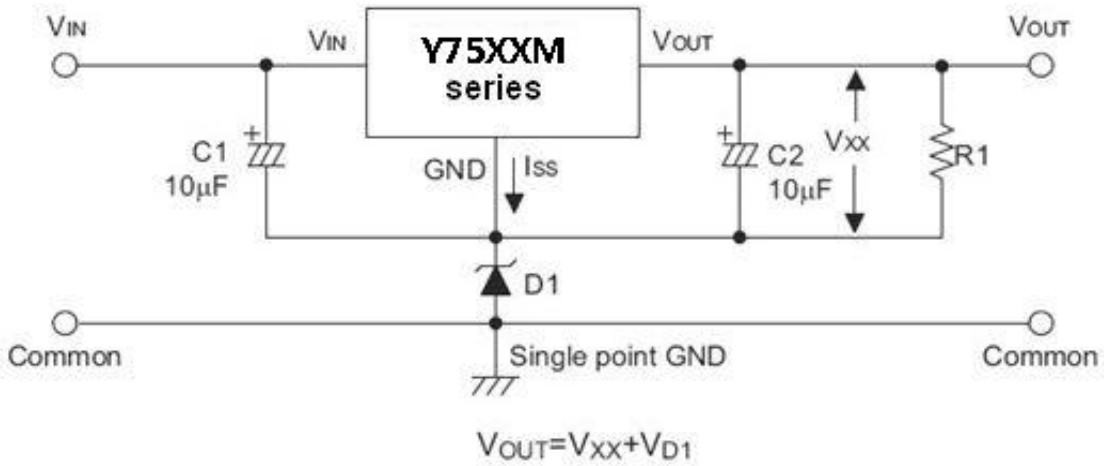 VIN
VIN
Y75XXM
series
VOUT
VOUT
+
C1
10μF
GND
ISS
+
C2
10μF
VXX
R1
D1
Common
Single point GND
Common
VOUT=VXX+VD1